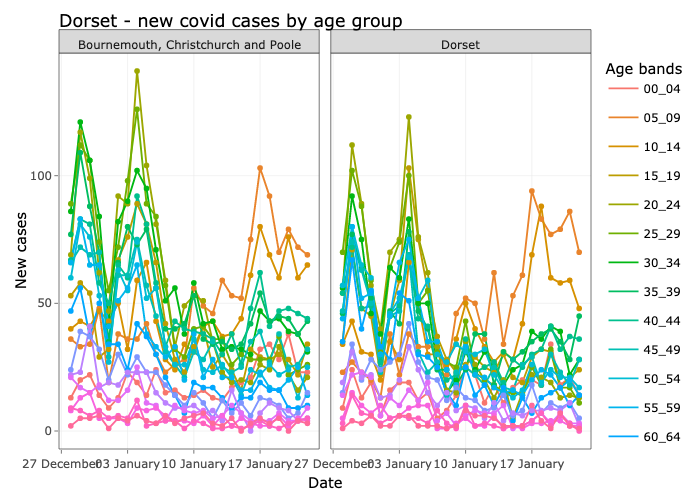 Dorset - new covid cases by age group
Bournemouth, Christchurch and Poole
Dorset
New cases
100
50
0
27 December
03 January
10 January
17 January
27 December
03 January
10 January
17 January
Date
Age bands
00_04
05_09
10_14
15_19
20_24
25_29
30_34
35_39
40_44
45_49
50_54
55_59
60_64